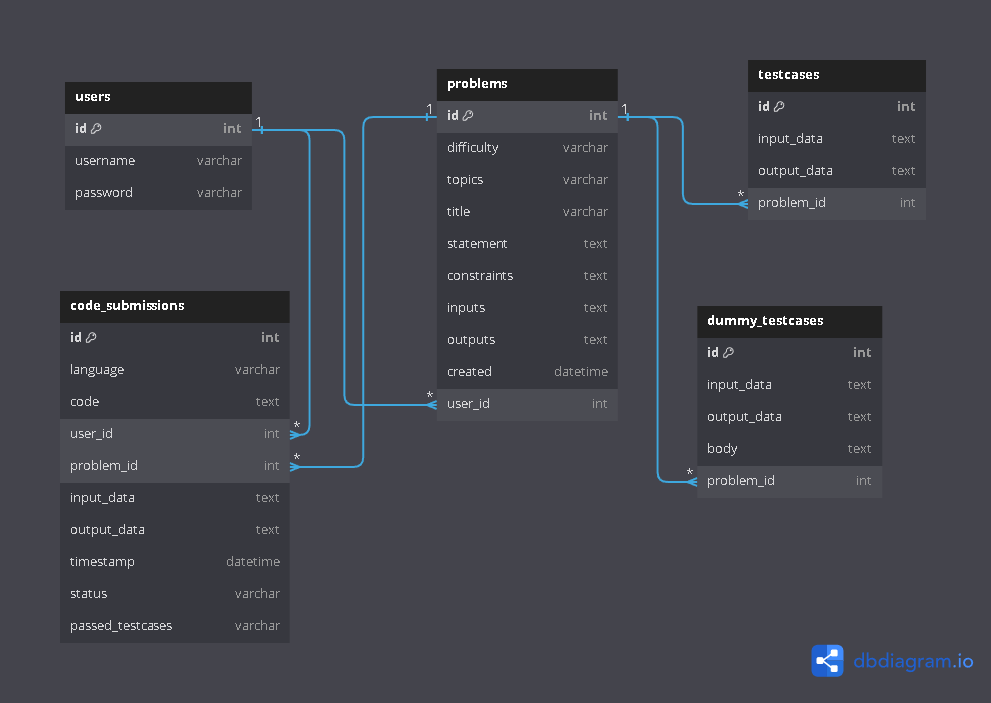 users
id int
username varchar
password varchar
1
code_submissions
id int
language varchar
code text
user_id int
*
problem_id int
*
input_data text
output_data text
timestamp datetime
status varchar
passed_testcases varchar
problems
1
id int
1
difficulty varchar
topics varchar
title varchar
statement text
constraints text
inputs text
outputs text
created datetime
*
user_id int
testcases
id int
input_data text
output_data text
*
problem_id int
dummy_testcases
id int
input_data text
output_data text
body text
*
problem_id int
dbdiagram.io